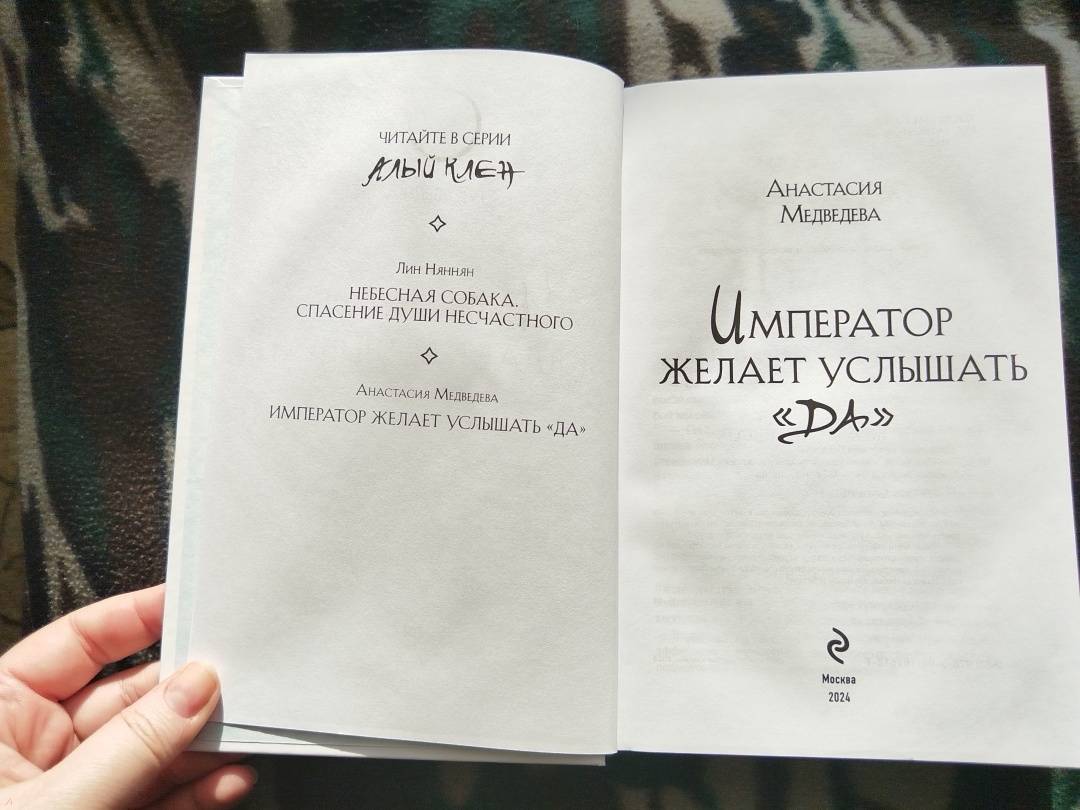 ЧИТАЙТЕ В СЕРИИ
АЛЫЙ КЛЕН
Лин Няннян
НЕБЕСНАЯ СОБАКА.
СПАСЕНИЕ ДУШИ НЕСЧАСТНОГО
Анастасия Медведева
ИМПЕРАТОР ЖЕЛАЕТ УСЛЫШАТЬ «ДА»
Анастасия
Медведева
Император
желает услышать
«ДА»
Москва
2024